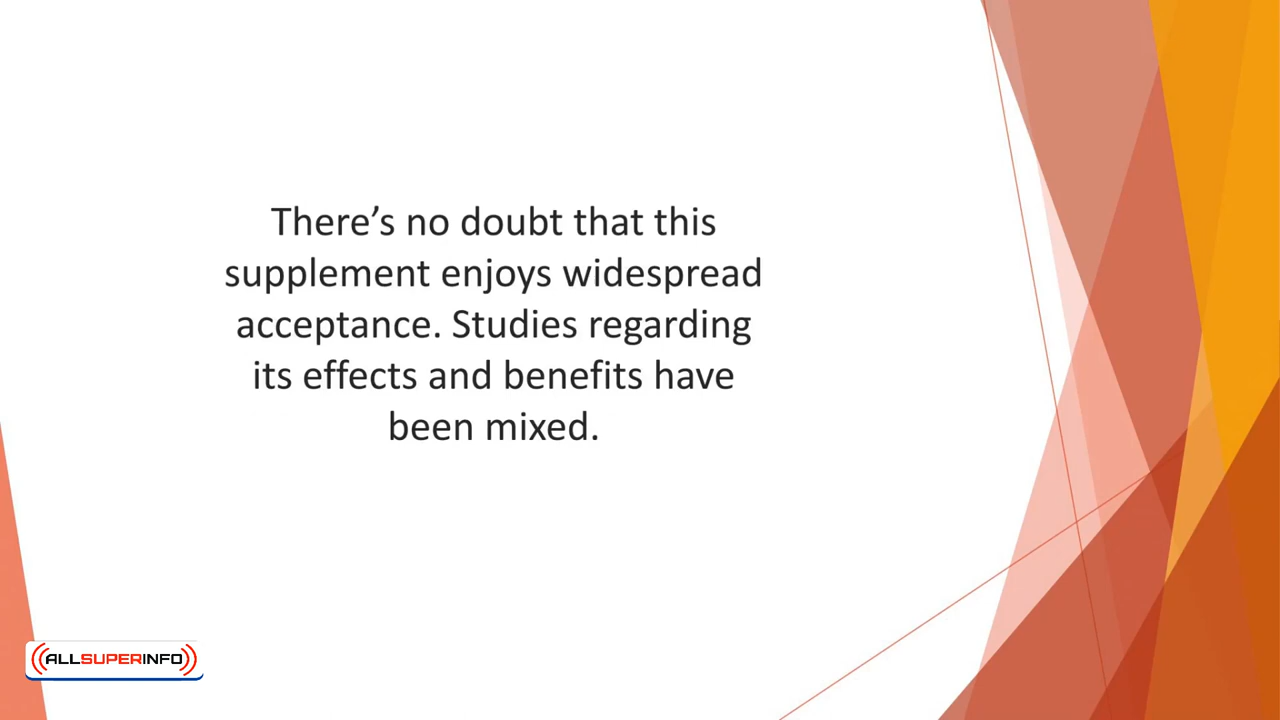 There’s no doubt that this
supplement enjoys widespread
acceptance. Studies regarding
its effects and benefits have
been mixed.
ALLSUPERINFO